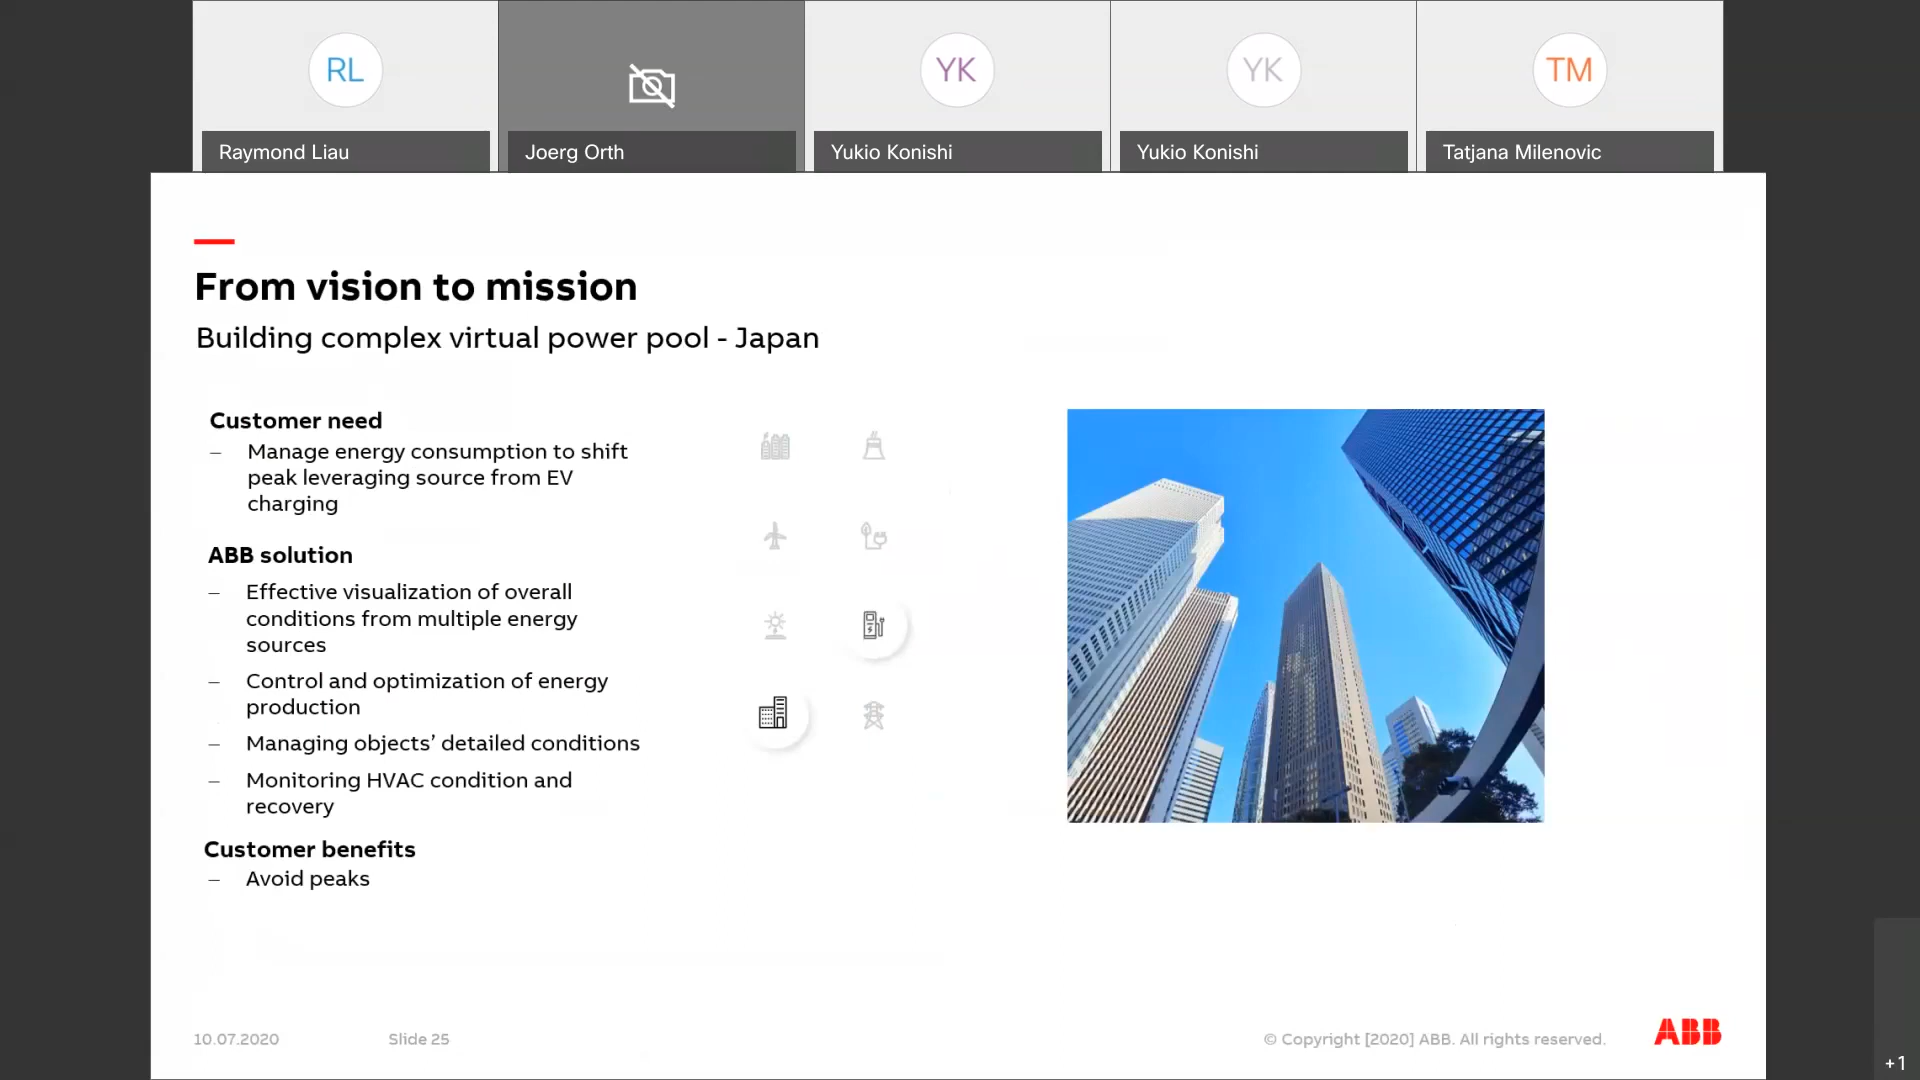 RL
YK
YK
TM
Raymond Liau
Joerg Orth
Yukio Konishi
Yukio Konishi
Tatjana Milenovic
From vision to mission
Building complex virtual power pool - Japan
Customer need
– Manage energy consumption to shift
peak leveraging source from EV
charging
ABB solution
– Effective visualization of overall
conditions from multiple energy
sources
– Control and optimization of energy
production
– Managing objects’ detailed conditions
– Monitoring HVAC condition and
recovery
Customer benefits
– Avoid peaks
10.07.2020
Slide 25
© Copyright [2020] ABB. All rights reserved.
ABB
+1